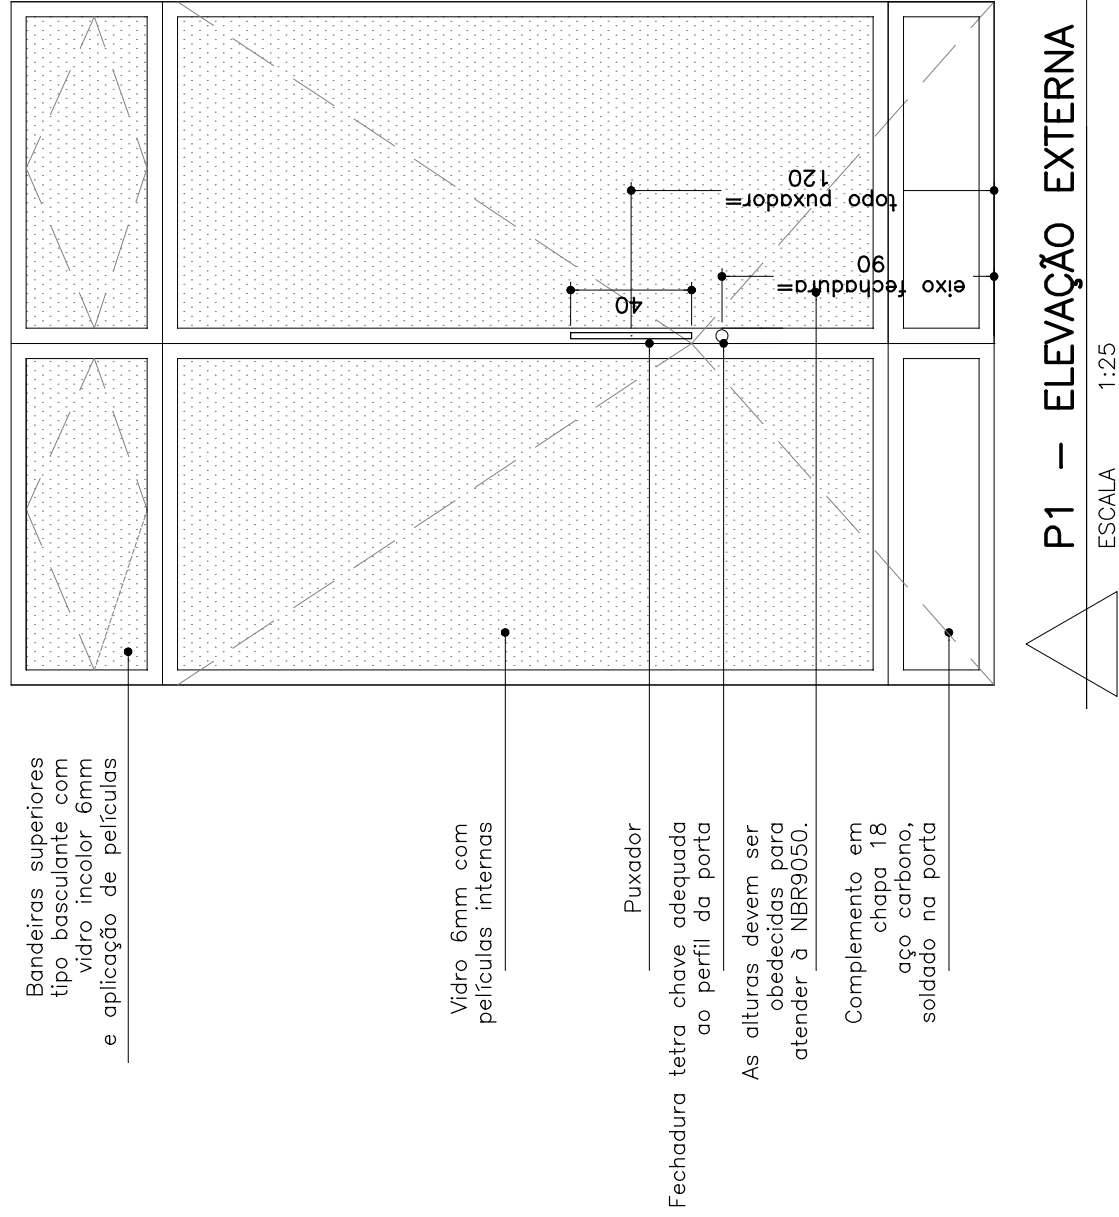 Bandeiras superiores
tipo basculante com
vidro incolor 6mm
e aplicação de películas
Vidro 6mm com
películas internas
Puxador
Fechadura tetra chave adequada
ao perfil da porta
As alturas devem ser
obedecidas para
atender à NBR9050.
Complemento em
chapa 18
aço carbono,
soldado na porta
40
topo puxador=
120
eixo fechadura=
90
P1 - ELEVAÇÃO EXTERNA
ESCALA 1:25